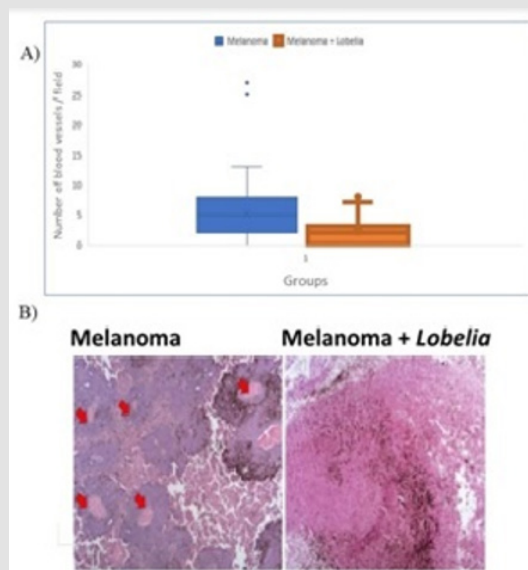 A)
Melanoma Melanoma + Lobelia
Number of blood vessels / field
30
25
20
15
10
5
0
1
Groups
B)
Melanoma Melanoma + Lobelia